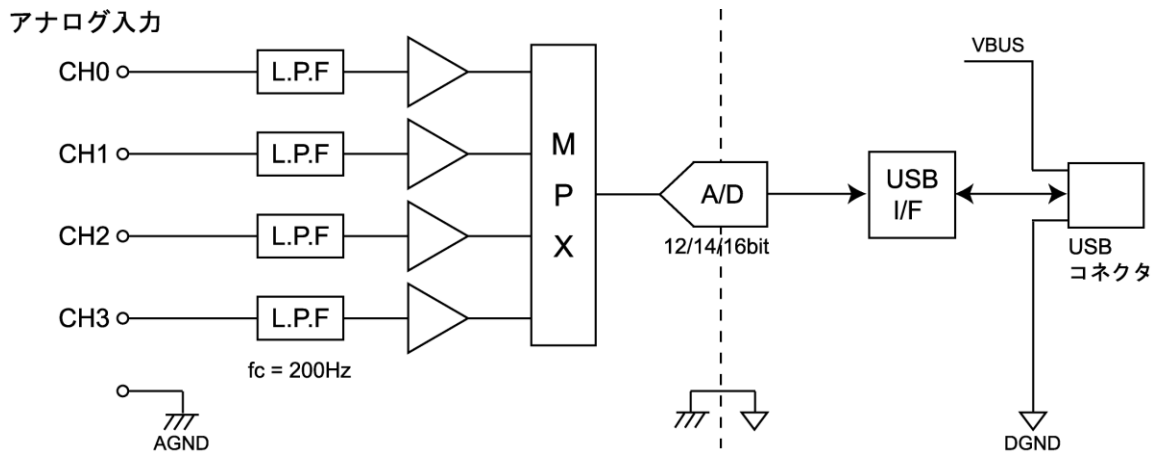 アナログ入力
CH0
L.P.F
CH1
L.P.F
CH2
L.P.F
CH3
L.P.F
fc = 200Hz
AGND
M
P
X
A/D
12/14/16bit
USB
I/F
VBUS
USB
コネクタ
DGND